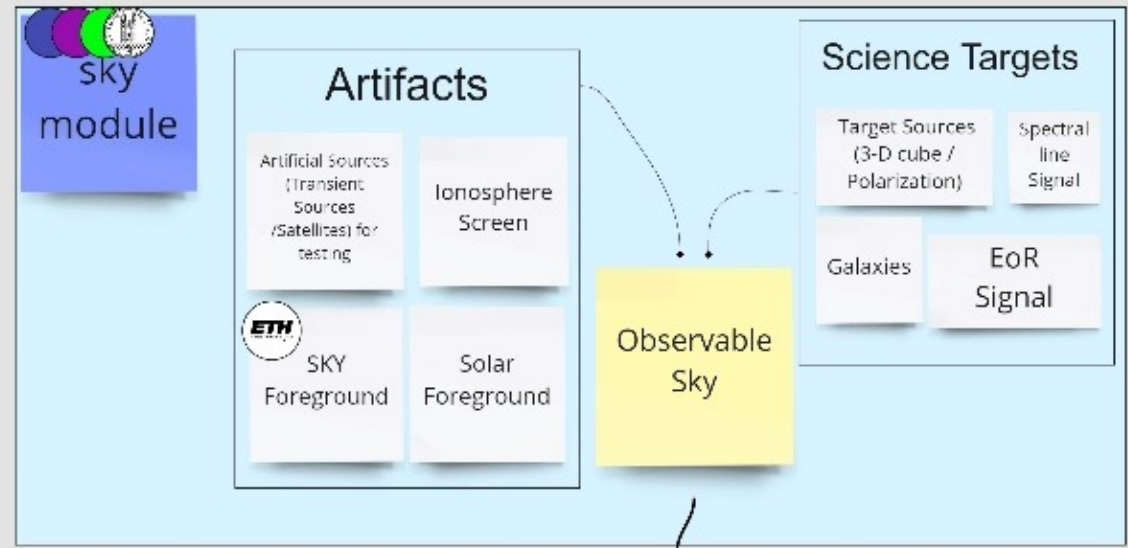 sky
module
Artifacts
Artificial Sources
(Transient
Sources
/Satellites) for
testing
Ionosphere
Screen
ETH
SKY
Foreground
Solar
Foreground
Observable
Sky
Science Targets
Target Sources
(3-D cube /
Polarization)
Spectral
line
Signal
Galaxies
EoR
Signal